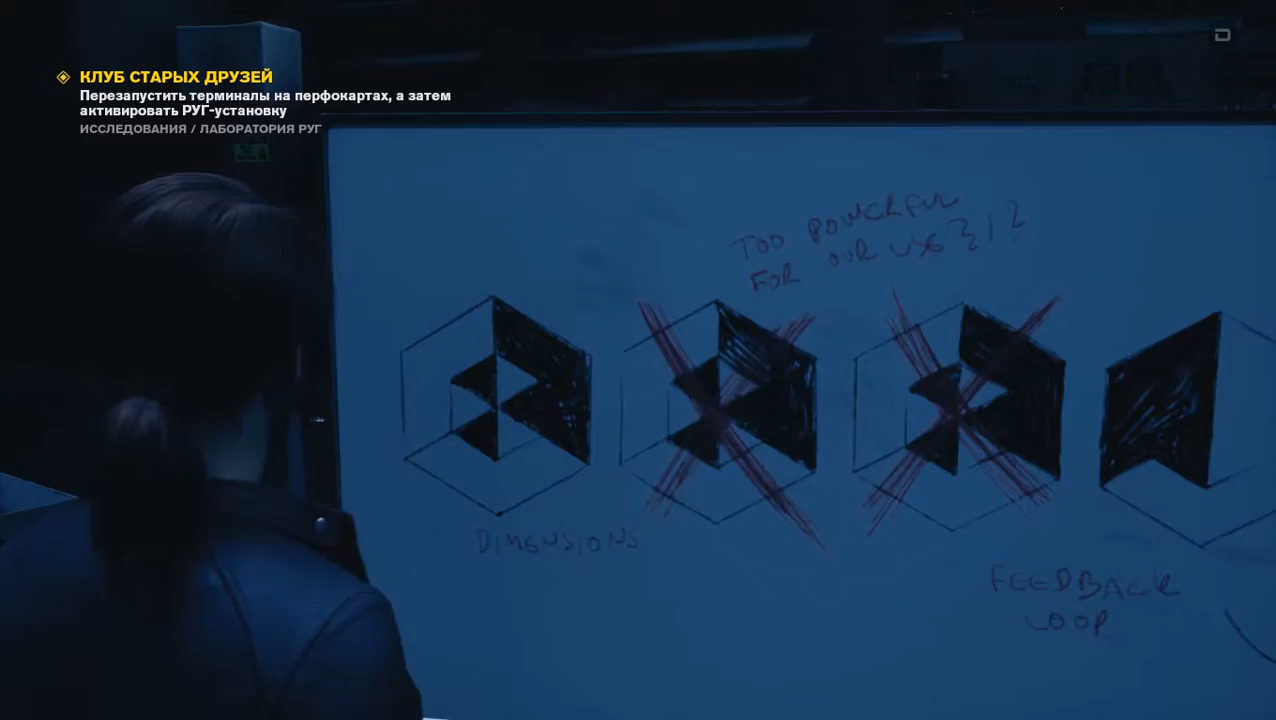 КЛУБ СТАРЫХ ДРУЗЕЙ
Перезапустить терминалы на перфокартах, а затем
активировать РУГ-установку
ИССЛЕДОВАНИЯ / ЛАБОРАТОРИЯ РУГ
TOO POWERFUL
FOR OUR
DIMENSIONS
FEEDBACK
LOOP